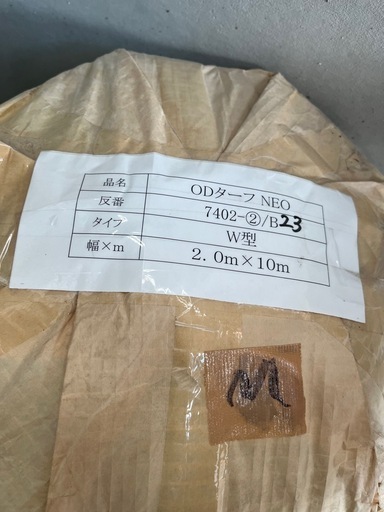 品名 ODターフ NEO
反番 7402-②/B23
タイプ W型
幅×m 2.0m×10m
M